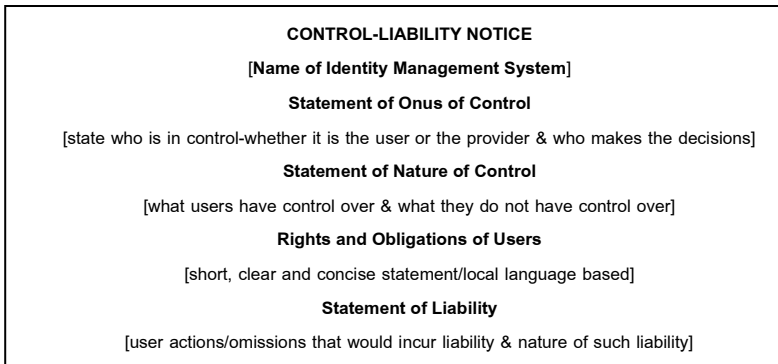 CONTROL-LIABILITY NOTICE
[Name of Identity Management System]
Statement of Onus of Control
[state who is in control-whether it is the user or the provider & who makes the decisions]
Statement of Nature of Control
[what users have control over & what they do not have control over]
Rights and Obligations of Users
[short, clear and concise statement/local language based]
Statement of Liability
[user actions/omissions that would incur liability & nature of such liability]